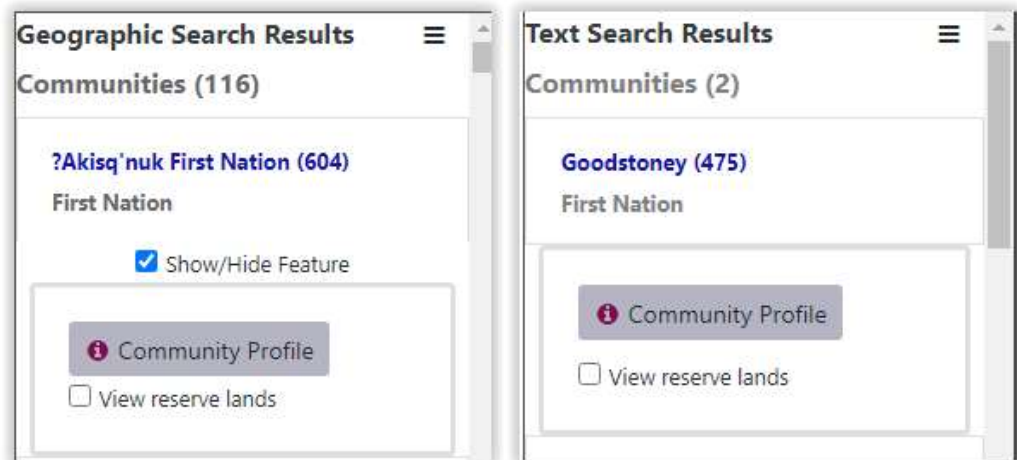 Geographic Search Results
Communities (116)
?Akisq'nuk First Nation (604)
First Nation
Show/Hide Feature
Community Profile
View reserve lands
Text Search Results
Communities (2)
Goodstoney (475)
First Nation
Community Profile
View reserve lands